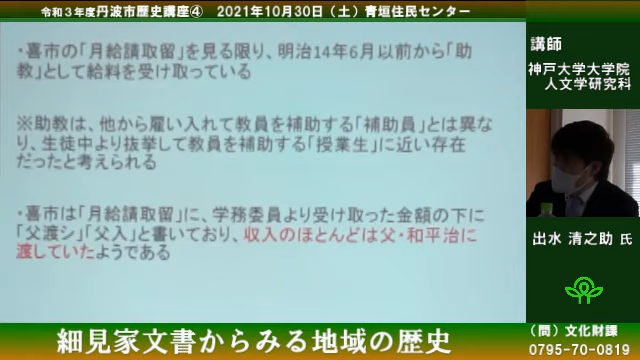 令和３年度丹波市歴史講座④　2021年10月30日（土）青垣住民センター
・喜市の「月給請取留」を見る限り、明治14年6月以前から「助
教」として給料を受け取っている
※助教は、他から雇い入れて教員を補助する「補助員」とは異な
り、生徒中より抜擢して教員を補助する「授業生」に近い存在
だったと考えられる
・喜市は「月給請取留」に、学務委員より受け取った金額の下に
「父渡シ」「父入」と書いており、収入のほとんどは父・和平治に
渡していたようである
講師
神戸大学大学院
人文学研究科
出水 清之助 氏
（問）文化財課
0795-70-0819
細見家文書からみる地域の歴史